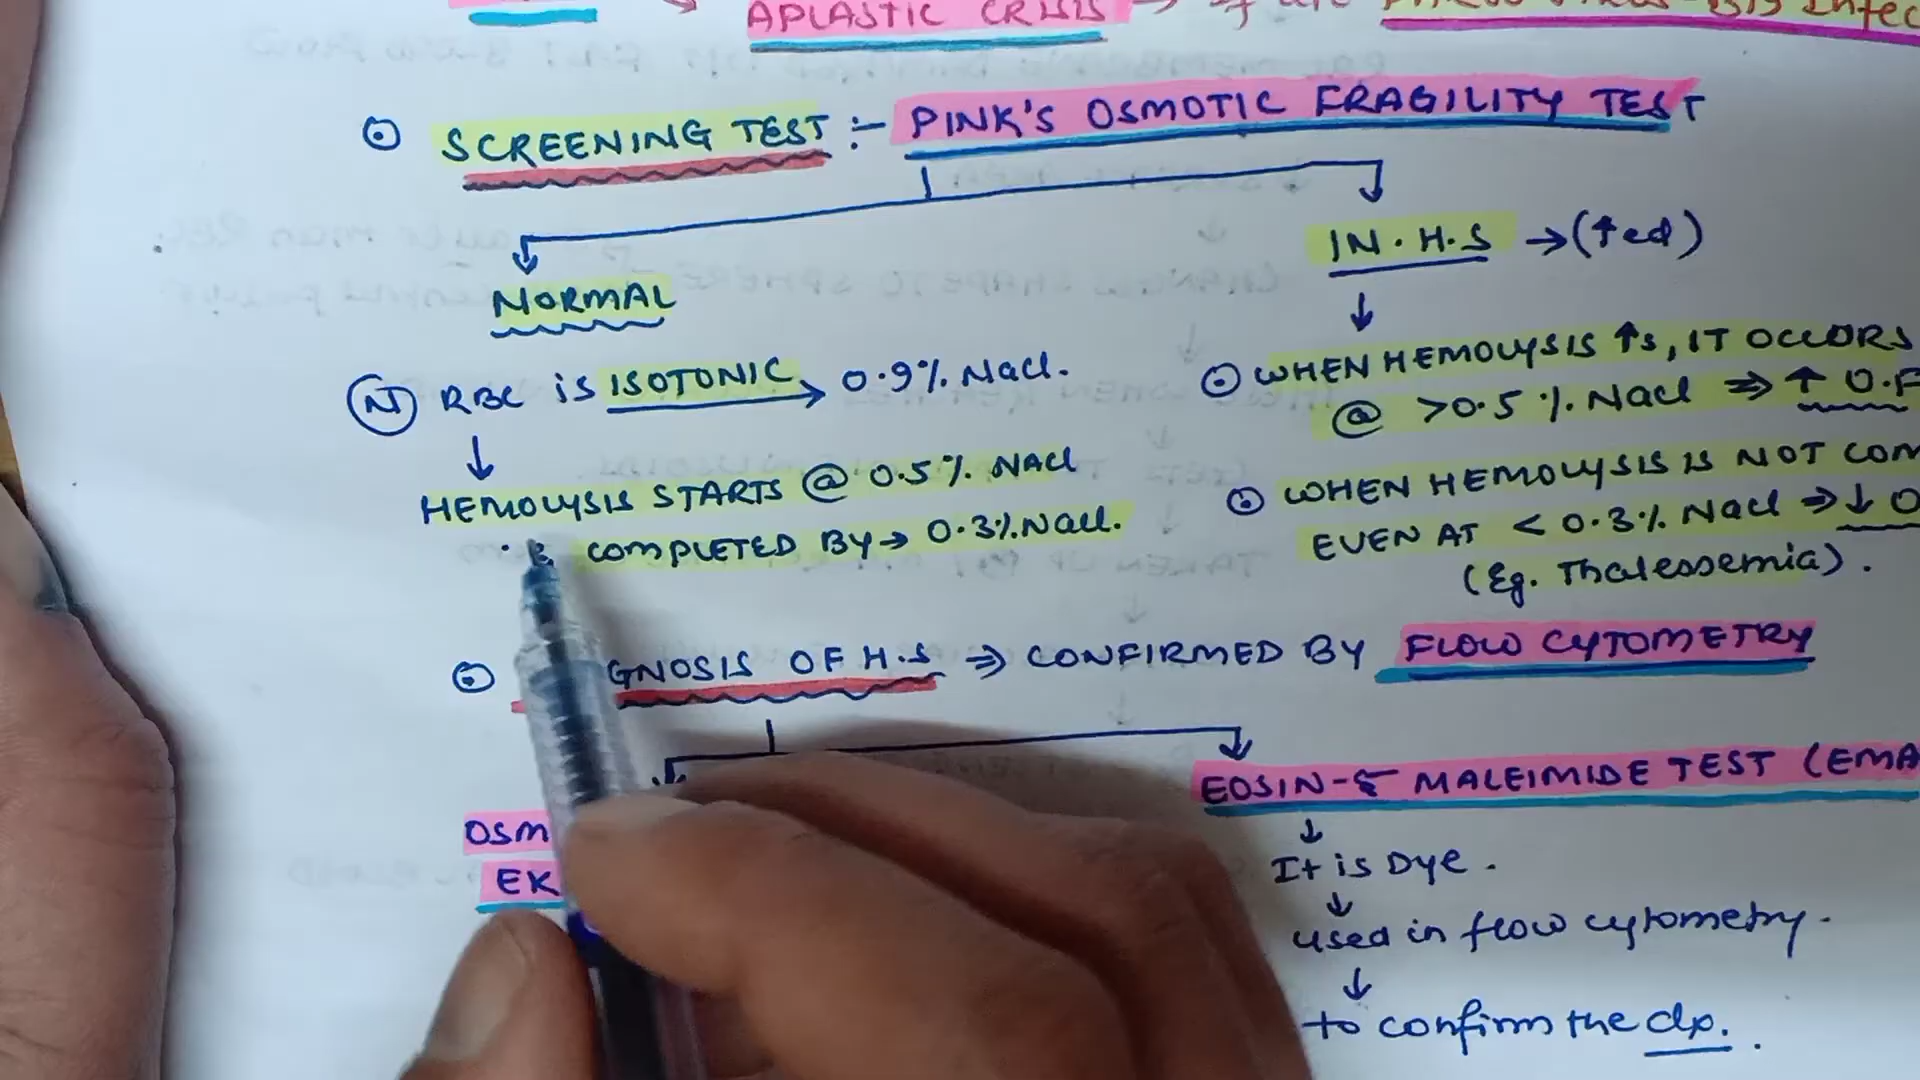 APLASTIC CRISIS →
⊙ SCREENING TEST :- PINK'S OSMOTIC FRAGILITY TEST
IN. H.S → (↑ed)
NORMAL
(N) RBC is ISOTONIC → 0.9% Nacl.
↓
HEMOLYSIS STARTS @ 0.5% NACl
& COMPLETED BY → 0.3% NaCl.
⊙ WHEN HEMOLYSIS ↑s, IT OCCURS
@ >0.5 %. Nacl ⇒ ↑ O.F
⊙ WHEN HEMOLYSIS IS NOT COM
EVEN AT < 0.3% Nacl ⇒ ↓ O
(Eg. Thalessemia).
⊙ GNOSIS OF H.S ⇒ CONFIRMED BY FLOW CYTOMETRY
OSM
EK
EOSIN-5 MALEIMIDE TEST (EMA
↓
It is Dye.
↓
used in flow cytometry.
↓
to confirm the dx.